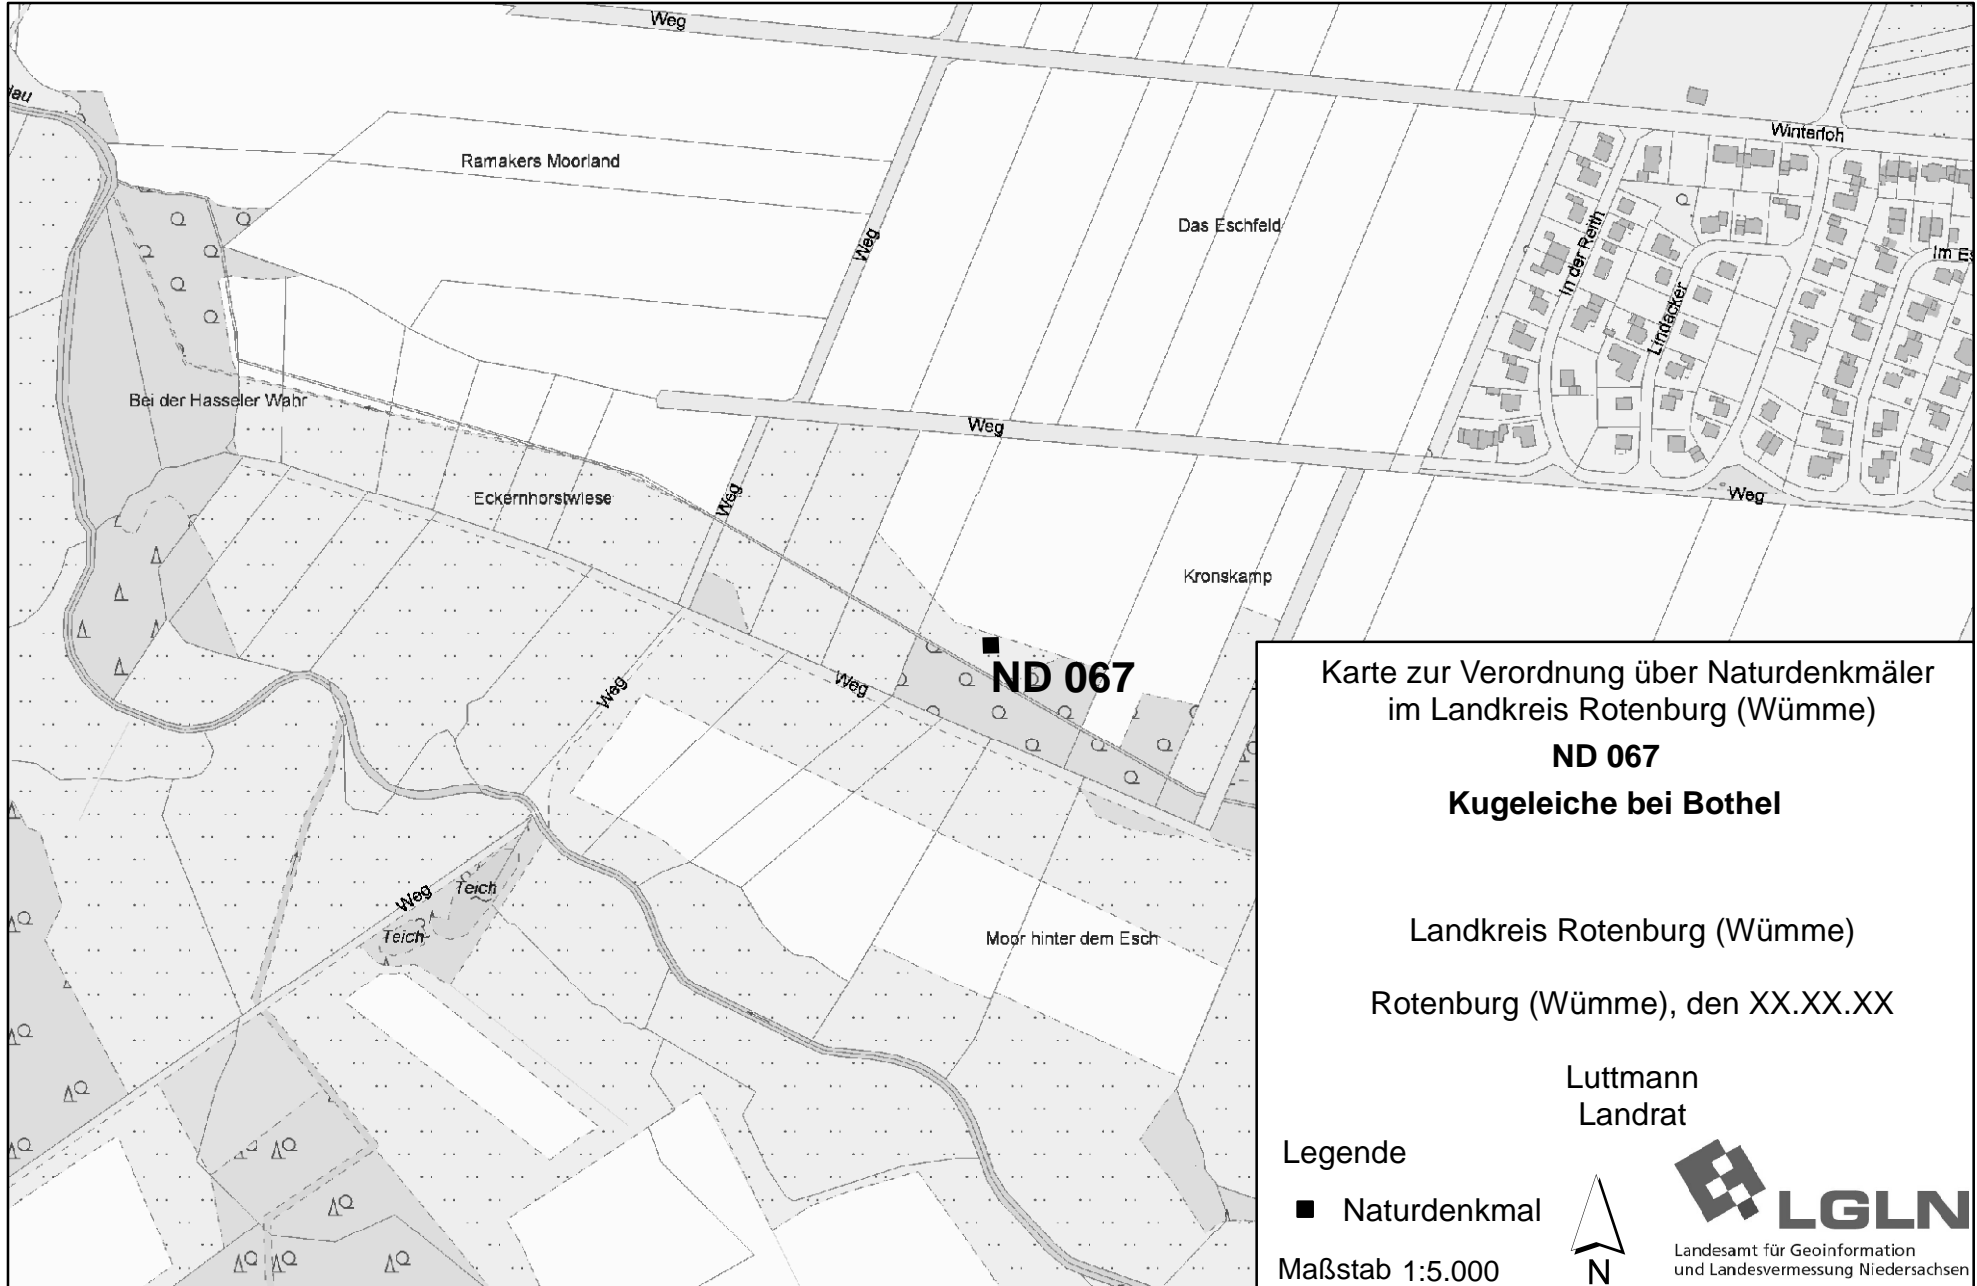 Weg
Winterloh
Ramakers Moorland
Das Eschfeld
Weg
In der Reith
Lindacker
Bei der Hasseler Wahr
Weg
Eckernhorstwiese
Weg
Weg
Kronskamp
ND 067
Weg
Weg
Weg
Teich
Teich
Moor hinter dem Esch
Karte zur Verordnung über Naturdenkmäler
im Landkreis Rotenburg (Wümme)
ND 067
Kugeleiche bei Bothel
Landkreis Rotenburg (Wümme)
Rotenburg (Wümme), den XX.XX.XX
Luttmann
Landrat
Legende
Naturdenkmal
Maßstab 1:5.000
N
LGLN
Landesamt für Geoinformation
und Landesvermessung Niedersachsen